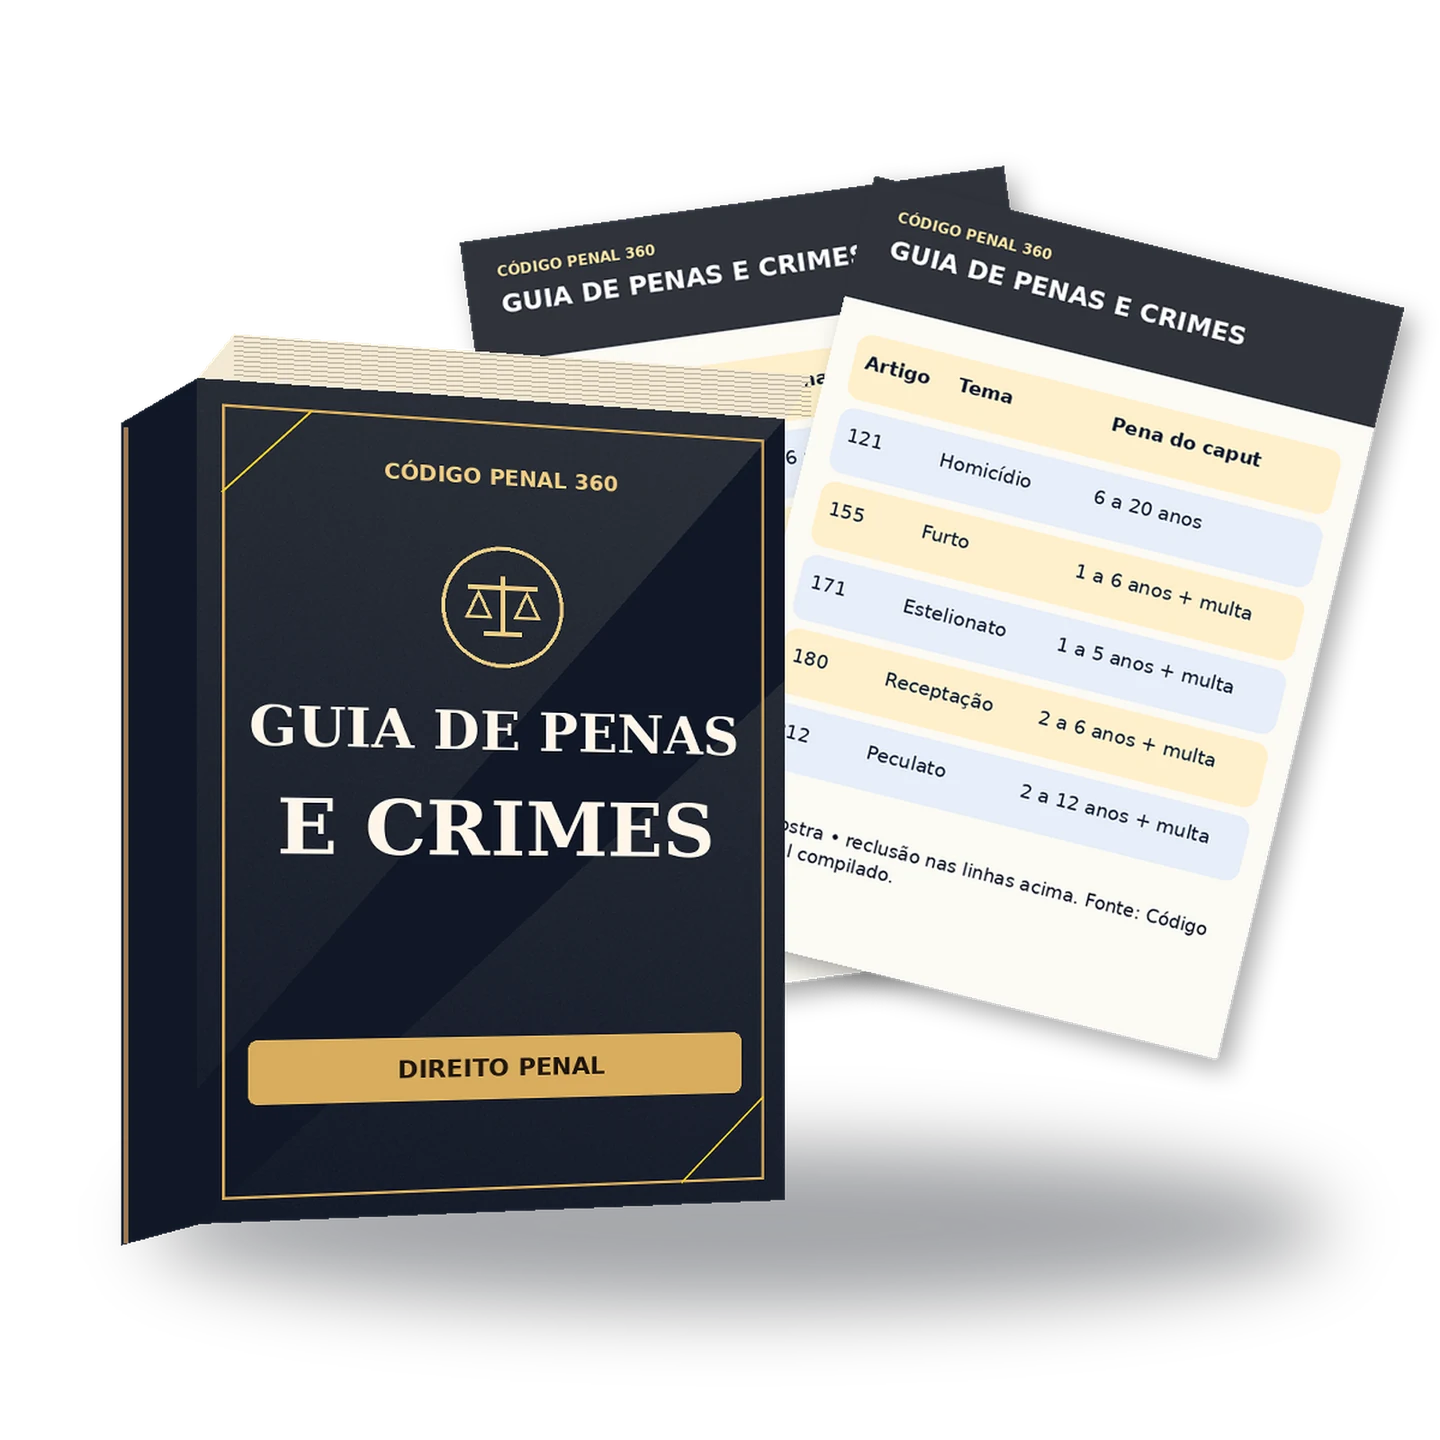 CÓDIGO PENAL 360
GUIA DE PENAS
E CRIMES
DIREITO PENAL
CÓDIGO PENAL 360
GUIA DE PENAS E CRIMES
CÓDIGO PENAL 360
GUIA DE PENAS E CRIMES
Artigo Tema Pena do caput
121 Homicídio 6 a 20 anos
155 Furto 1 a 6 anos + multa
171 Estelionato 1 a 5 anos + multa
180 Receptação 2 a 6 anos + multa
Peculato 2 a 12 anos + multa
• reclusão nas linhas acima. Fonte: Código
compilado.